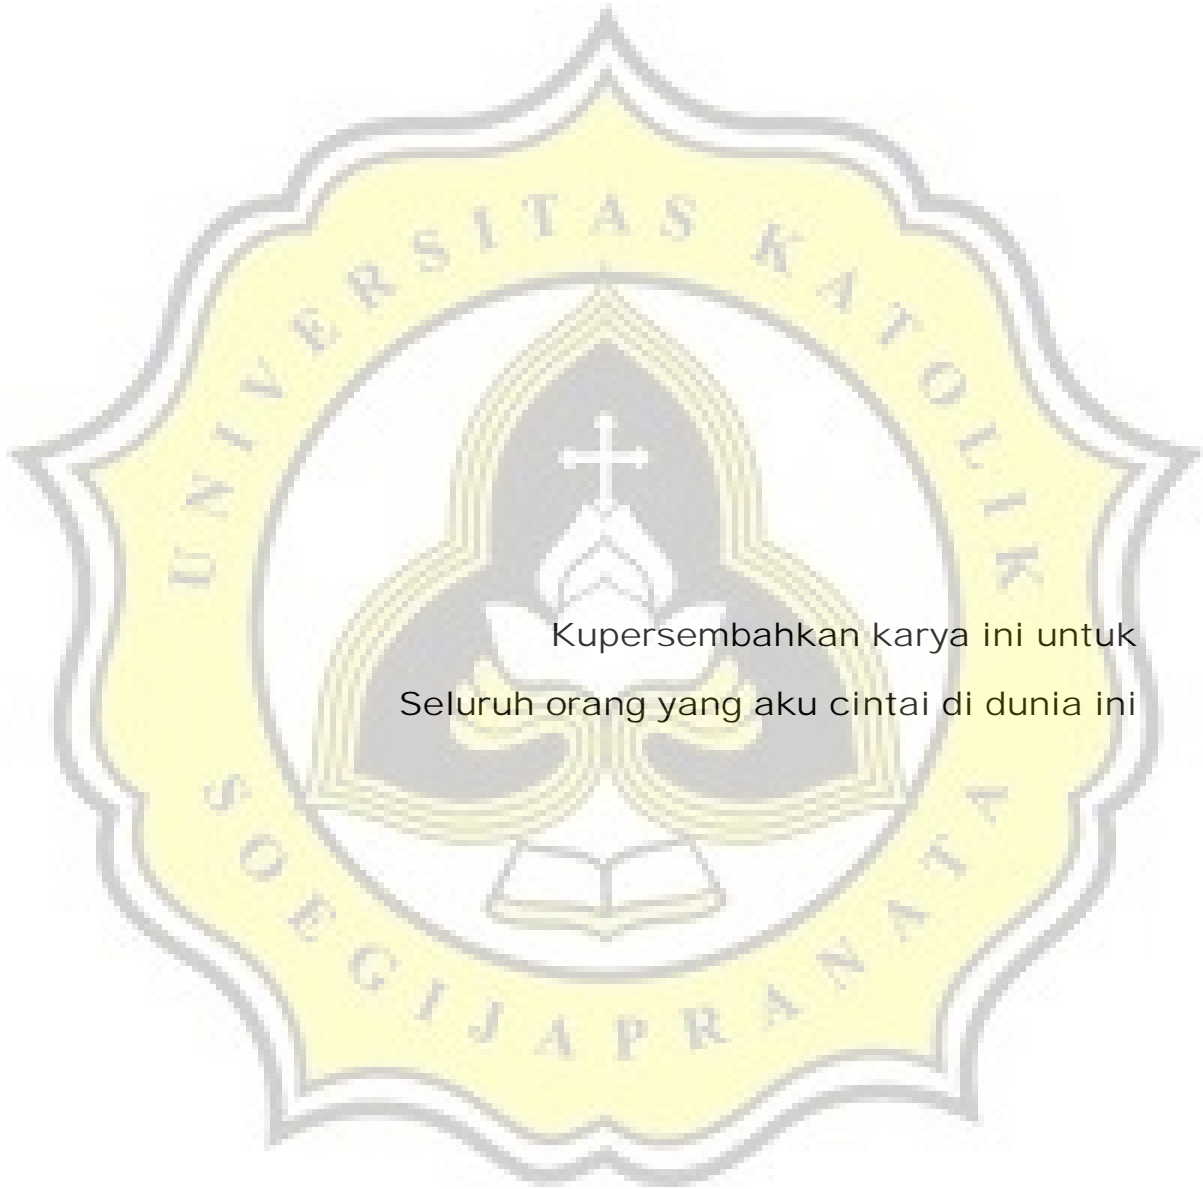 UNIVERSITAS KATOLIK
Kupersembahkan karya ini untuk
Seluruh orang yang aku cintai di dunia ini
SOEGIJAPRANATA